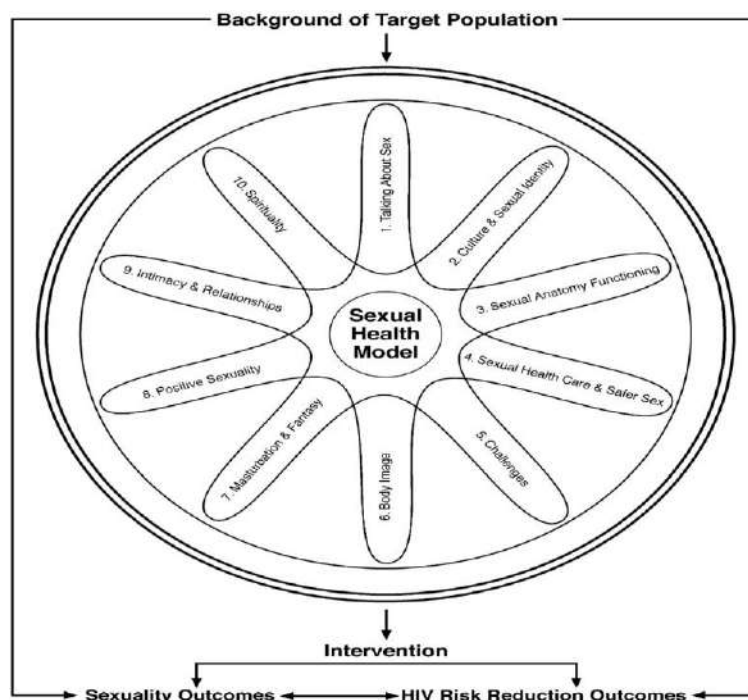 Background of Target Population
1. Talking About Sex
2. Culture & Sexual Identity
3. Sexual Anatomy Functioning
4. Sexual Health Care & Safer Sex
5. Challenges
6. Body Image
7. Masturbation & Fantasy
8. Positive Sexuality
9. Intimacy & Relationships
10. Spirituality
Sexual
Health
Model
Intervention
Sexuality Outcomes
HIV Risk Reduction Outcomes